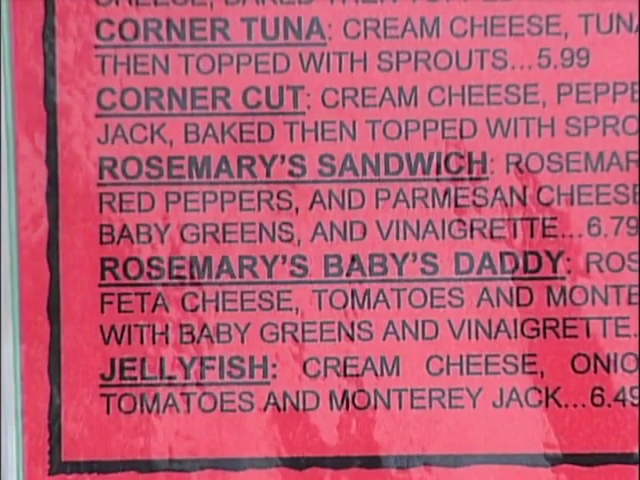 CORNER TUNA: CREAM CHEESE, TUN
THEN TOPPED WITH SPROUTS...5.99
CORNER CUT: CREAM CHEESE, PEPPE
JACK, BAKED THEN TOPPED WITH SPRO
ROSEMARY'S SANDWICH: ROSEMAR
RED PEPPERS, AND PARMESAN CHEESE
BABY GREENS, AND VINAIGRETTE...6.79
ROSEMARY'S BABY'S DADDY: ROS
FETA CHEESE, TOMATOES AND MONTE
WITH BABY GREENS AND VINAIGRETTE.
JELLYFISH: CREAM CHEESE, ONIO
TOMATOES AND MONTEREY JACK...6.49